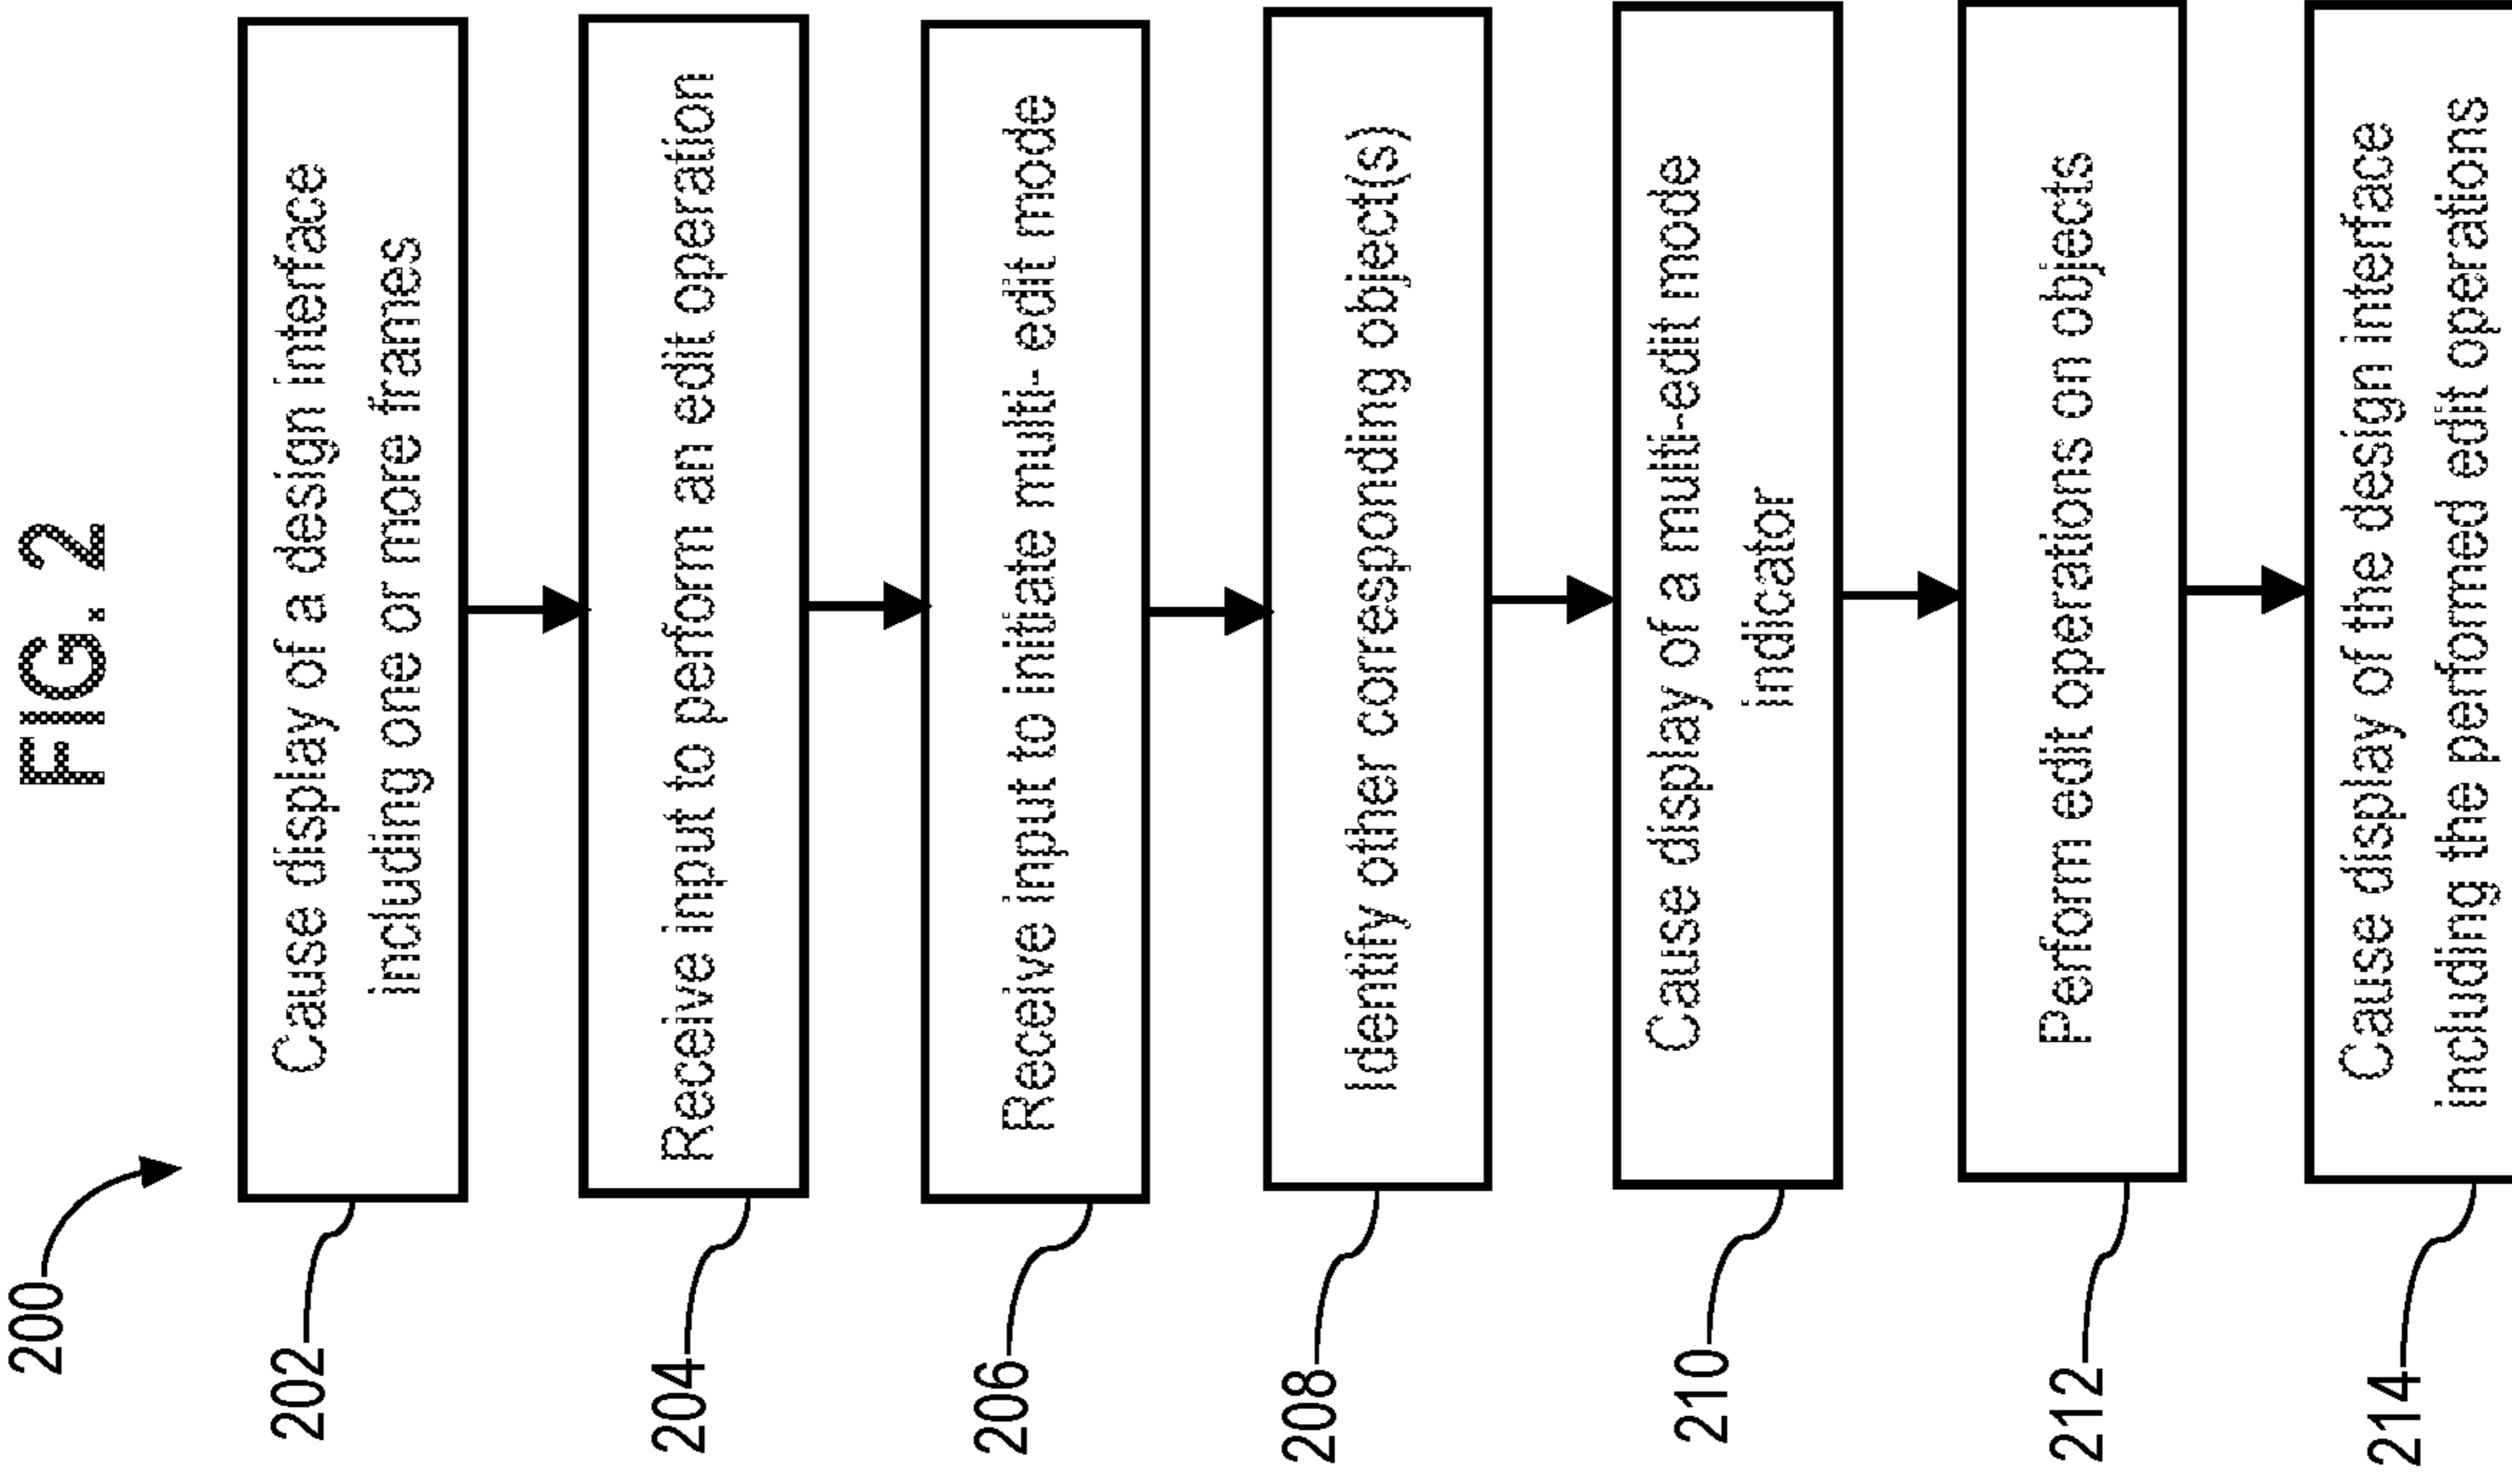 FIG. 2
200
202
Cause display of a design interface
including one or more frames
204
Receive input to perform an edit operation
206
Receive input to initiate multi- edit mode
208
Identify other corresponding object(s)
210
Cause display of a multi-edit mode
indicator
212
Perform edit operations on objects
214
Cause display of the design interface
including the performed edit operations